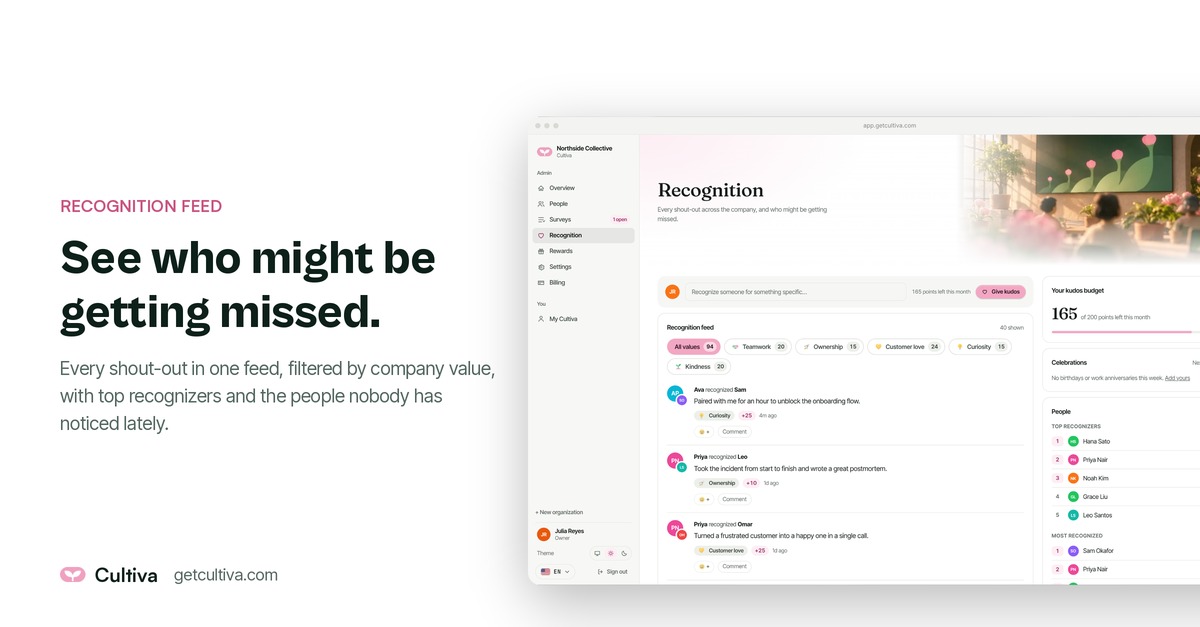 RECOGNITION FEED
See who might be
getting missed.
Every shout-out in one feed, filtered by company value,
with top recognizers and the people nobody has
noticed lately.
Cultiva getcultiva.com
app.getcultiva.com
Northside Collective
Cultiva
Admin
Overview
People
Surveys 1 open
Recognition
Rewards
Settings
Billing
You
My Cultiva
+ New organization
JR Julia Reyes
Owner
Theme
EN Sign out
Recognition
Every shout-out across the company, and who might be getting
missed.
JR Recognize someone for something specific... 165 points left this month Give kudos
Recognition feed 40 shown
All values 94 Teamwork 20 Ownership 15 Customer love 24 Curiosity 15
Kindness 20
Ava recognized Sam
Paired with me for an hour to unblock the onboarding flow.
Curiosity +25 4m ago
Comment
Priya recognized Leo
Took the incident from start to finish and wrote a great postmortem.
Ownership +10 1d ago
Comment
Priya recognized Omar
Turned a frustrated customer into a happy one in a single call.
Customer love +25 1d ago
Comment
Your kudos budget
165 of 200 points left this month
Celebrations
No birthdays or work anniversaries this week. Add yours
People
TOP RECOGNIZERS
1 HS Hana Sato
2 PN Priya Nair
3 NK Noah Kim
4 GL Grace Liu
5 LS Leo Santos
MOST RECOGNIZED
1 SO Sam Okafor
2 PN Priya Nair